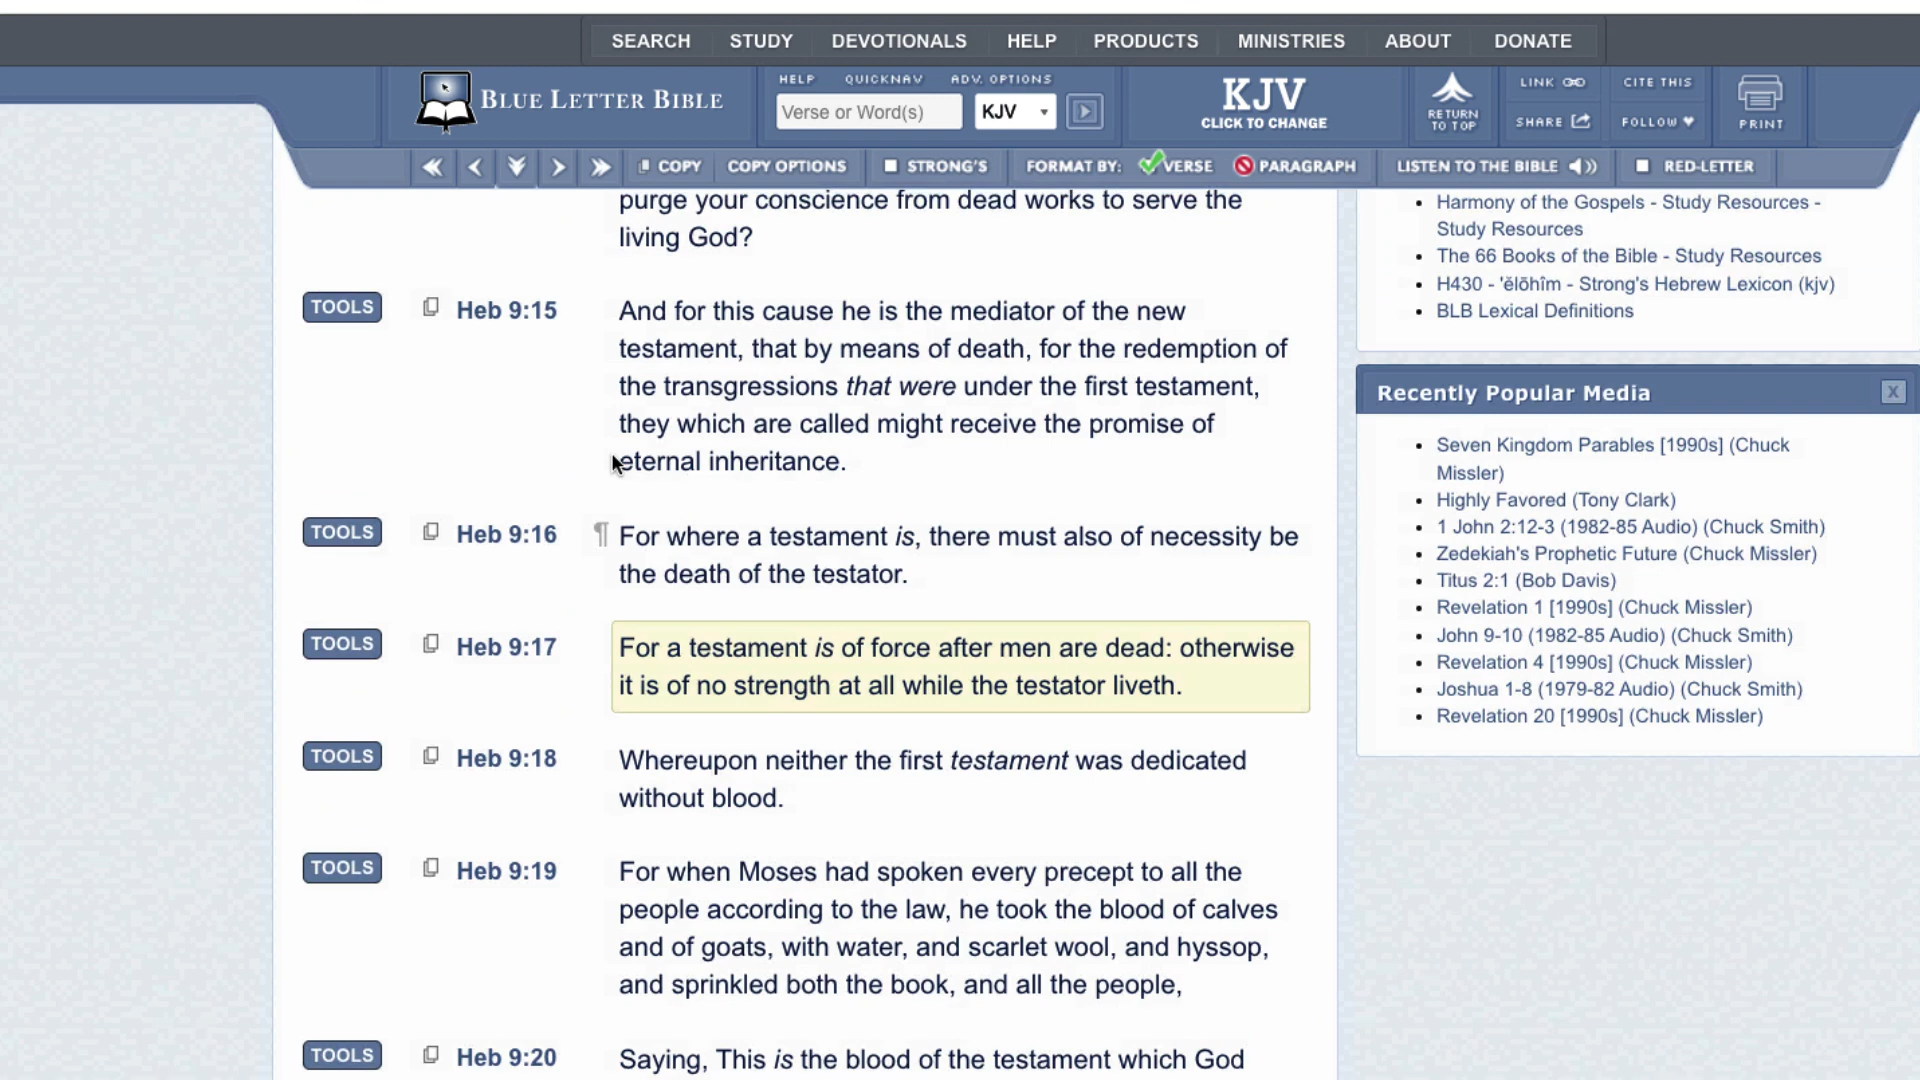 SEARCH STUDY DEVOTIONALS HELP PRODUCTS MINISTRIES ABOUT DONATE
BLUE LETTER BIBLE
HELP QUICKNAV ADV. OPTIONS
Verse or Word(s) KJV
KJV
CLICK TO CHANGE
RETURN
TO TOP
LINK
SHARE
CITE THIS
FOLLOW
PRINT
COPY COPY OPTIONS STRONG'S FORMAT BY: VERSE PARAGRAPH LISTEN TO THE BIBLE RED-LETTER
purge your conscience from dead works to serve the
living God?
TOOLS Heb 9:15 And for this cause he is the mediator of the new
testament, that by means of death, for the redemption of
the transgressions that were under the first testament,
they which are called might receive the promise of
eternal inheritance.
TOOLS Heb 9:16 ¶ For where a testament is, there must also of necessity be
the death of the testator.
TOOLS Heb 9:17 For a testament is of force after men are dead: otherwise
it is of no strength at all while the testator liveth.
TOOLS Heb 9:18 Whereupon neither the first testament was dedicated
without blood.
TOOLS Heb 9:19 For when Moses had spoken every precept to all the
people according to the law, he took the blood of calves
and of goats, with water, and scarlet wool, and hyssop,
and sprinkled both the book, and all the people,
TOOLS Heb 9:20 Saying, This is the blood of the testament which God
• Harmony of the Gospels - Study Resources -
Study Resources
• The 66 Books of the Bible - Study Resources
• H430 - 'ĕlōhîm - Strong's Hebrew Lexicon (kjv)
• BLB Lexical Definitions
Recently Popular Media X
• Seven Kingdom Parables [1990s] (Chuck
Missler)
• Highly Favored (Tony Clark)
• 1 John 2:12-3 (1982-85 Audio) (Chuck Smith)
• Zedekiah's Prophetic Future (Chuck Missler)
• Titus 2:1 (Bob Davis)
• Revelation 1 [1990s] (Chuck Missler)
• John 9-10 (1982-85 Audio) (Chuck Smith)
• Revelation 4 [1990s] (Chuck Missler)
• Joshua 1-8 (1979-82 Audio) (Chuck Smith)
• Revelation 20 [1990s] (Chuck Missler)